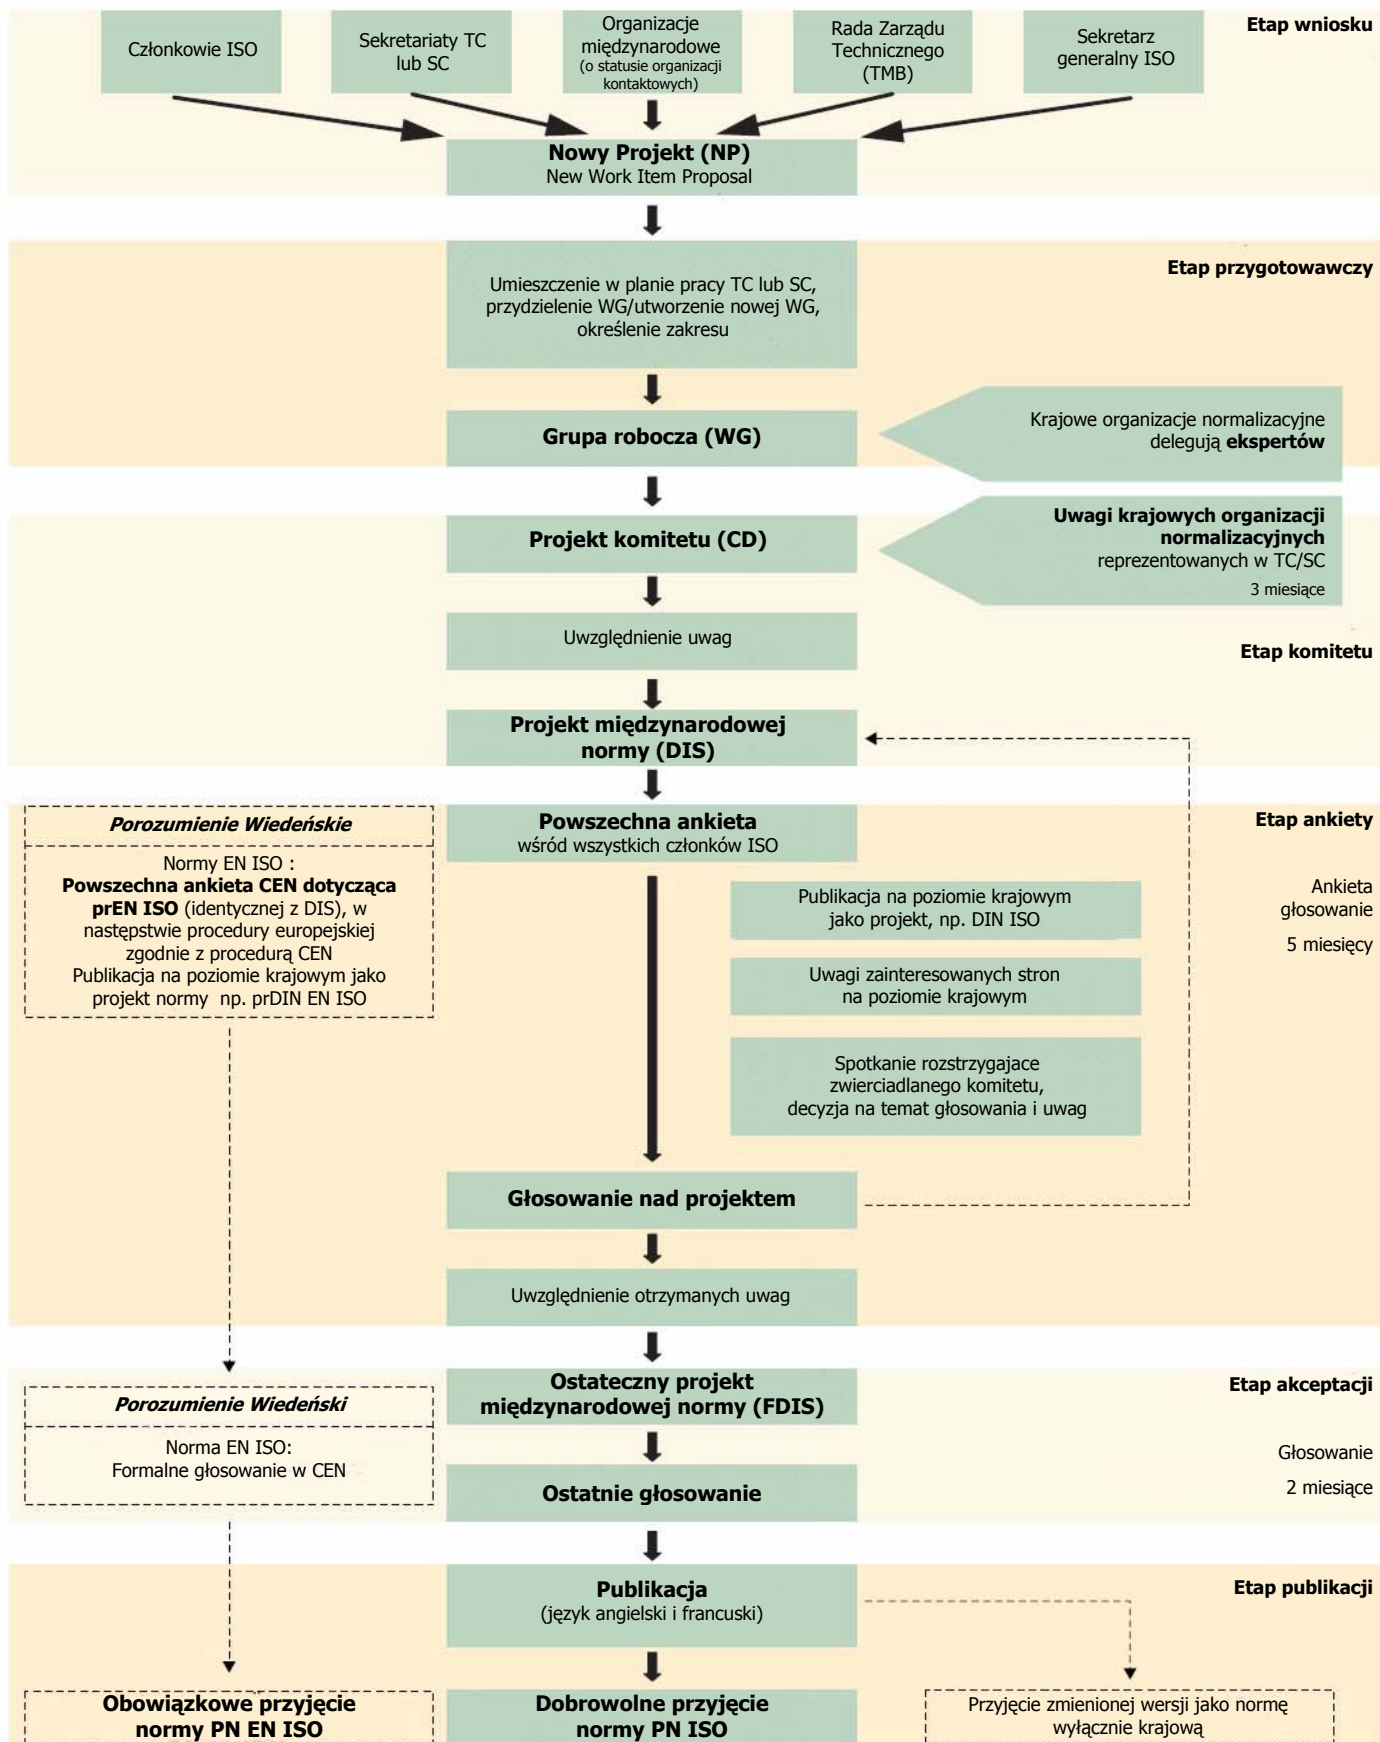 Etap wniosku
Członkowie ISO
Sekretariaty TC
lub SC
Organizacje
międzynarodowe
(o statusie organizacji
kontaktowych)
Rada Zarządu
Technicznego
(TMB)
Sekretarz
generalny ISO
Nowy Projekt (NP)
New Work Item Proposal
Etap przygotowawczy
Umieszczenie w planie pracy TC lub SC,
przydzielenie WG/utworzenie nowej WG,
określenie zakresu
Grupa robocza (WG)
Krajowe organizacje normalizacyjne
delegują ekspertów
Projekt komitetu (CD)
Uwagi krajowych organizacji
normalizacyjnych
reprezentowanych w TC/SC
3 miesiące
Uwzględnienie uwag
Etap komitetu
Projekt międzynarodowej
normy (DIS)
Porozumienie Wiedeńskie
Normy EN ISO :
Powszechna ankieta CEN dotycząca
prEN ISO (identycznej z DIS), w
następstwie procedury europejskiej
zgodnie z procedurą CEN
Publikacja na poziomie krajowym jako
projekt normy np. prDIN EN ISO
Powszechna ankieta
wśród wszystkich członków ISO
Etap ankiety
Ankieta
głosowanie
5 miesięcy
Publikacja na poziomie krajowym
jako projekt, np. DIN ISO
Uwagi zainteresowanych stron
na poziomie krajowym
Spotkanie rozstrzygajace
zwierciadlanego komitetu,
decyzja na temat głosowania i uwag
Głosowanie nad projektem
Uwzględnienie otrzymanych uwag
Porozumienie Wiedeński
Norma EN ISO:
Formalne głosowanie w CEN
Ostateczny projekt
międzynarodowej normy (FDIS)
Ostatnie głosowanie
Etap akceptacji
Głosowanie
2 miesiące
Publikacja
(język angielski i francuski)
Etap publikacji
Obowiązkowe przyjęcie
normy PN EN ISO
Dobrowolne przyjęcie
normy PN ISO
Przyjęcie zmienionej wersji jako normę
wyłącznie krajową